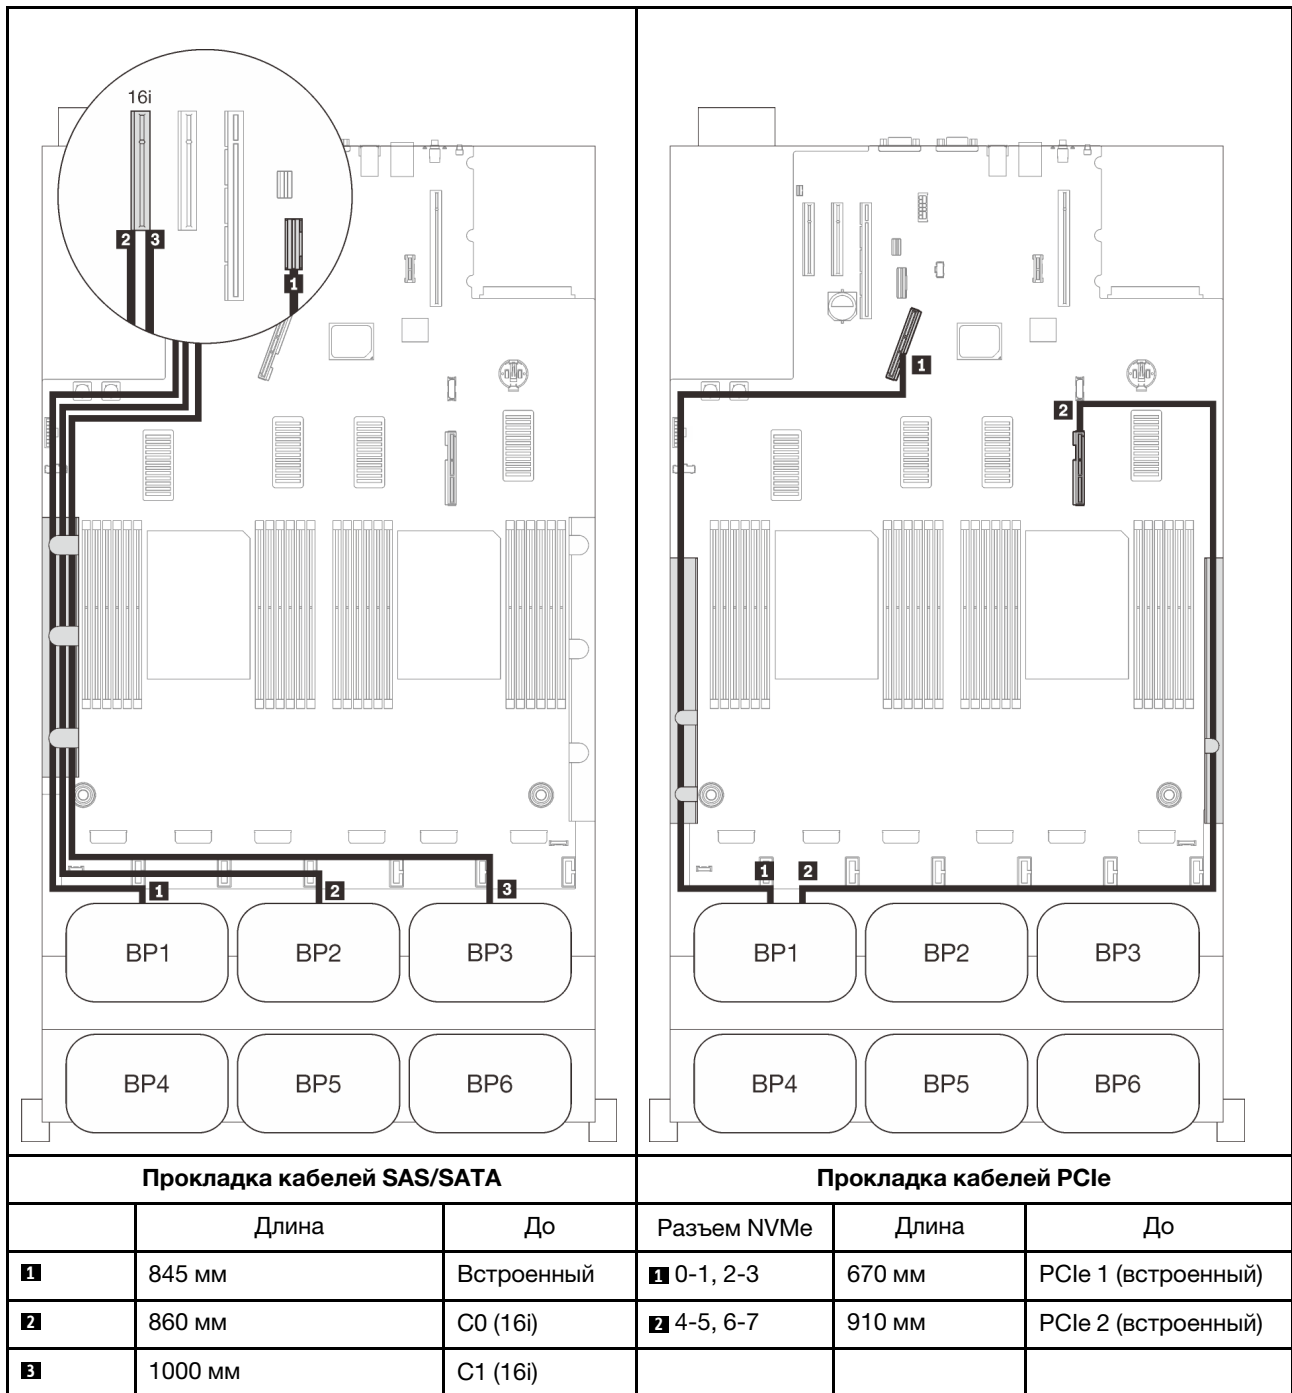 16i
2 3
1
1 2 3
BP1 BP2 BP3
BP4 BP5 BP6
1
2
1 2
BP1 BP2 BP3
BP4 BP5 BP6
Прокладка кабелей SAS/SATA Прокладка кабелей PCIe
Длина До Разъем NVMe Длина До
1 845 мм Встроенный 1 0-1, 2-3 670 мм PCIe 1 (встроенный)
2 860 мм C0 (16i) 2 4-5, 6-7 910 мм PCIe 2 (встроенный)
3 1000 мм C1 (16i)